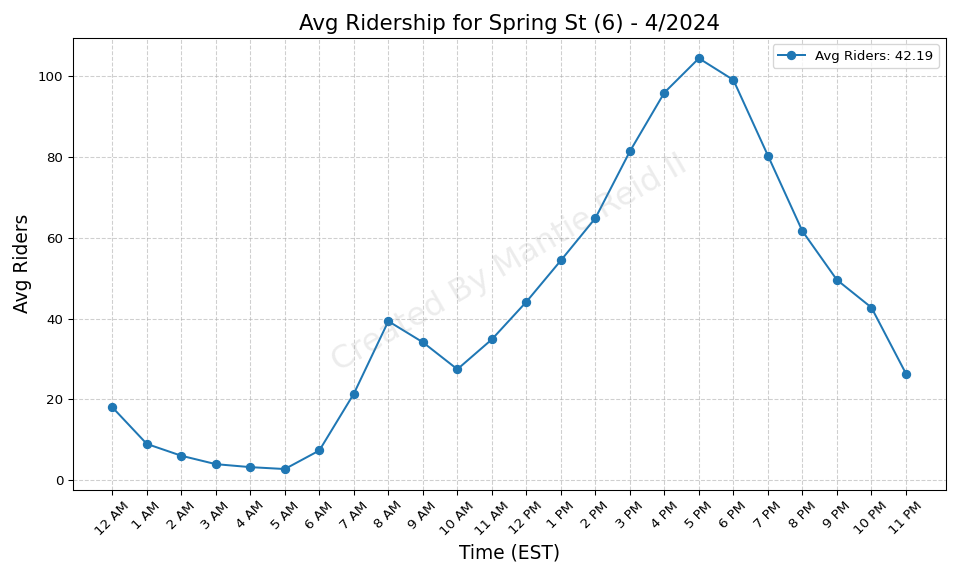 Avg Ridership for Spring St (6) - 4/2024
Avg Riders: 42.19
100
80
60
40
20
0
Avg Riders
Created By Mantie Reid II
12 AM
1 AM
2 AM
3 AM
4 AM
5 AM
6 AM
7 AM
8 AM
9 AM
10 AM
11 AM
12 PM
1 PM
2 PM
3 PM
4 PM
5 PM
6 PM
7 PM
8 PM
9 PM
10 PM
11 PM
Time (EST)